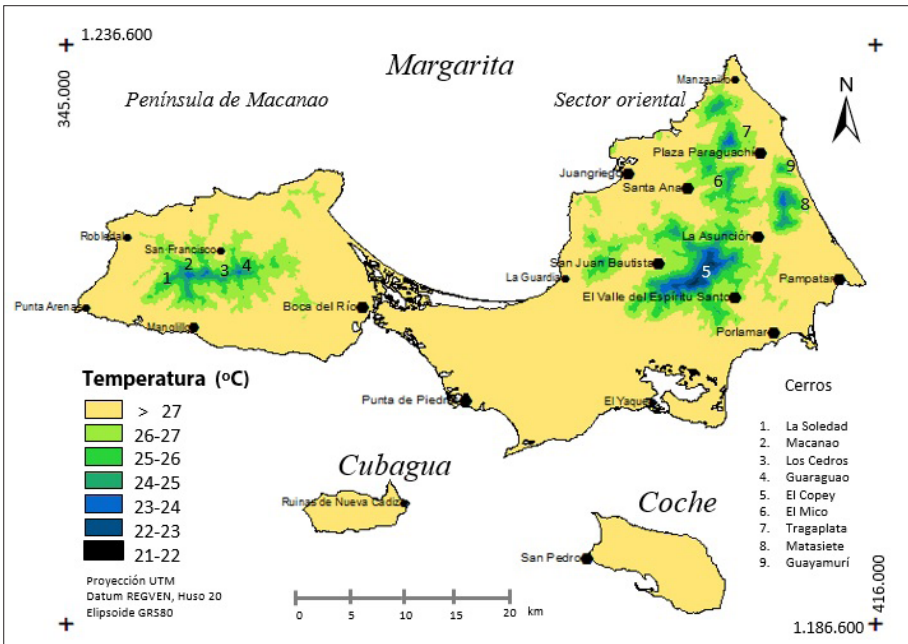 1.236.600
345.000
Margarita
Península de Macanao
Sector oriental
N
Manzanillo
7
Plaza Paraguachí
9
Juangriego
6
Santa Ana
8
Robledal
San Francisco
La Asunción
1 2 3 4
San Juan Bautista
5
La Guardia
Pampatar
Punta Arenas
Boca del Río
El Valle del Espíritu Santo
Mangillo
Porlamar
Temperatura (ºC)
> 27
26-27
25-26
24-25
23-24
22-23
21-22
Punta de Piedra
El Yaque
Cerros
1. La Soledad
2. Macanao
3. Los Cedros
4. Guaraguao
5. El Copey
6. El Mico
7. Tragaplata
8. Matasiete
9. Guayamurí
Cubagua
Ruinas de Nueva Cádiz
Coche
San Pedro
Proyección UTM
Datum REGVEN, Huso 20
Elipsoide GRS80
0 5 10 15 20 km
416.000
1.186.600